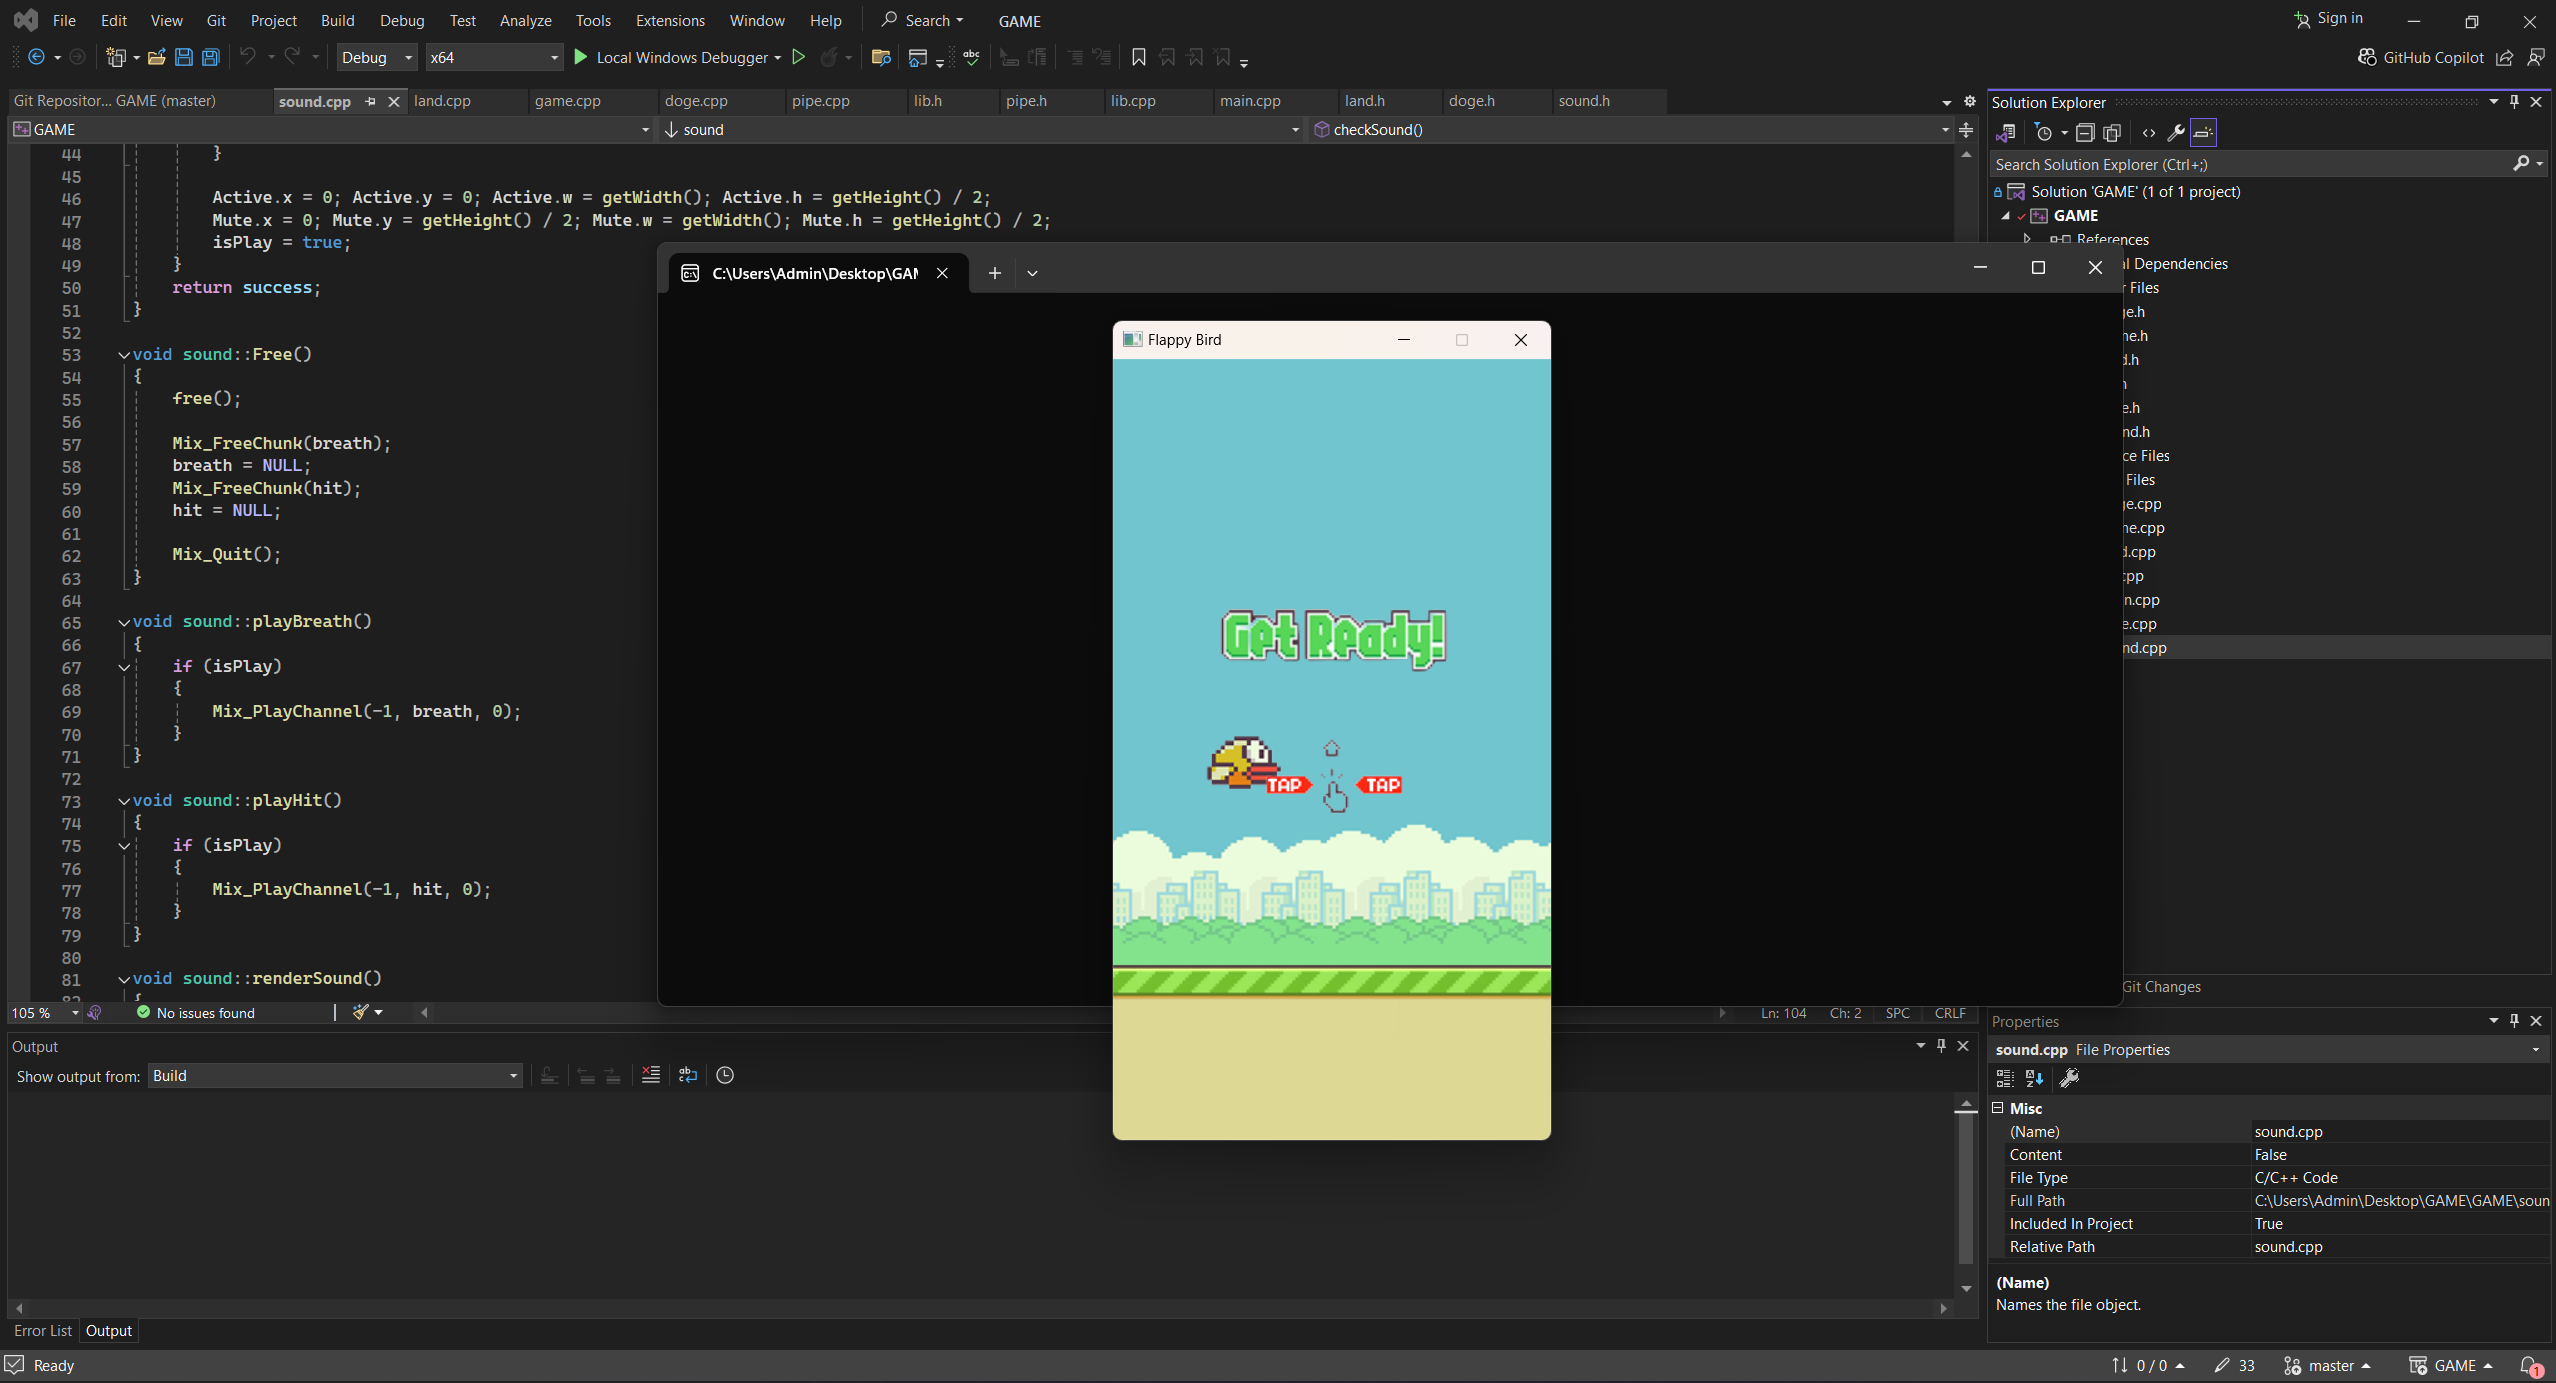 File Edit View Git Project Build Debug Test Analyze Tools Extensions Window Help Search GAME Sign in
Debug x64 Local Windows Debugger GitHub Copilot
Git Repositor... GAME (master) sound.cpp land.cpp game.cpp doge.cpp pipe.cpp lib.h pipe.h lib.cpp main.cpp land.h doge.h sound.h
GAME sound checkSound()
44 }
45
46 Active.x = 0; Active.y = 0; Active.w = getWidth(); Active.h = getHeight() / 2;
47 Mute.x = 0; Mute.y = getHeight() / 2; Mute.w = getWidth(); Mute.h = getHeight() / 2;
48 isPlay = true;
49 }
50 return success;
51 }
52
53 void sound::Free()
54 {
55 free();
56
57 Mix_FreeChunk(breath);
58 breath = NULL;
59 Mix_FreeChunk(hit);
60 hit = NULL;
61
62 Mix_Quit();
63 }
64
65 void sound::playBreath()
66 {
67 if (isPlay)
68 {
69 Mix_PlayChannel(-1, breath, 0);
70 }
71 }
72
73 void sound::playHit()
74 {
75 if (isPlay)
76 {
77 Mix_PlayChannel(-1, hit, 0);
78 }
79 }
80
81 void sound::renderSound()
82 {
105 % No issues found Ln: 104 Ch: 2 SPC CRLF
C:\Users\Admin\Desktop\GAM
Flappy Bird
Get Ready!
TAP TAP
Solution Explorer
Search Solution Explorer (Ctrl+;)
Solution 'GAME' (1 of 1 project)
GAME
References
l Dependencies
Files
ge.h
me.h
d.h
h
e.h
nd.h
ce Files
Files
ge.cpp
me.cpp
d.cpp
cpp
n.cpp
e.cpp
nd.cpp
Git Changes
Output
Show output from: Build
Error List Output
Properties
sound.cpp File Properties
Misc
(Name) sound.cpp
Content False
File Type C/C++ Code
Full Path C:\Users\Admin\Desktop\GAME\GAME\soun
Included In Project True
Relative Path sound.cpp
(Name)
Names the file object.
Ready 0 / 0 33 master GAME 1